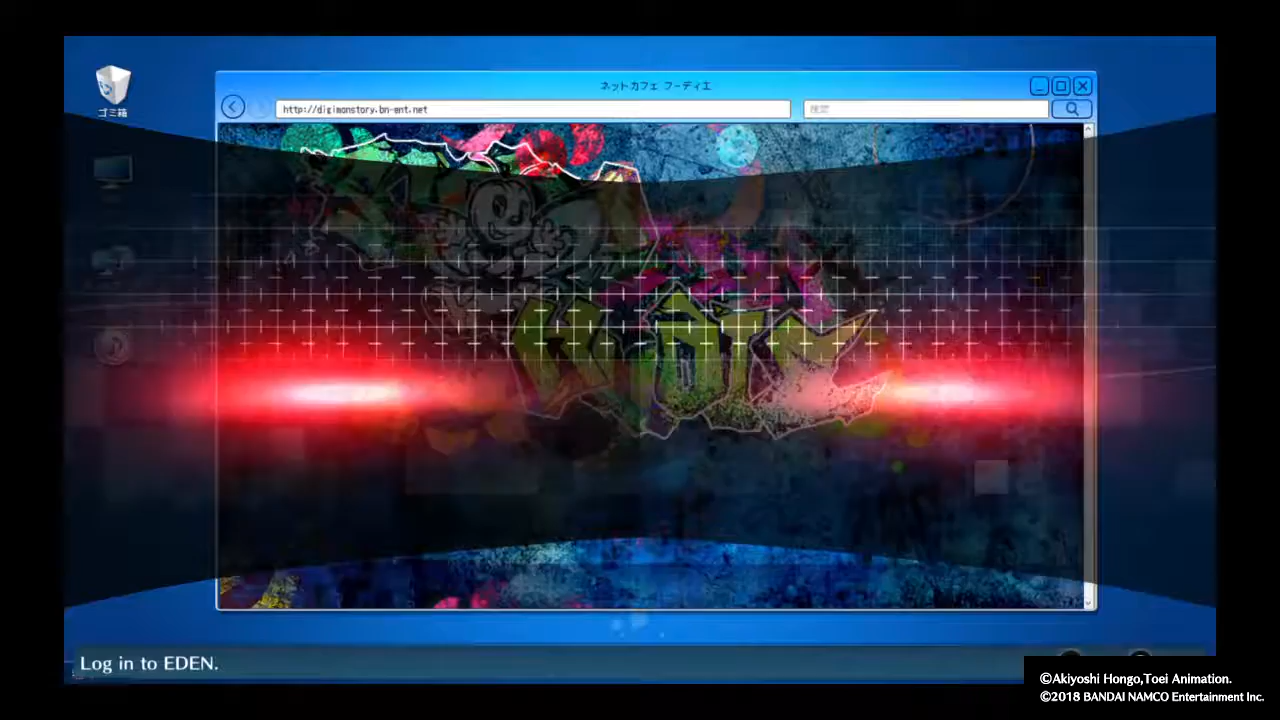 ネットカフェ フーディエ
ゴミ箱
http://digimonstory.bn-ent.net
検索
Log in to EDEN.
©Akiyoshi Hongo,Toei Animation.
©2018 BANDAI NAMCO Entertainment Inc.